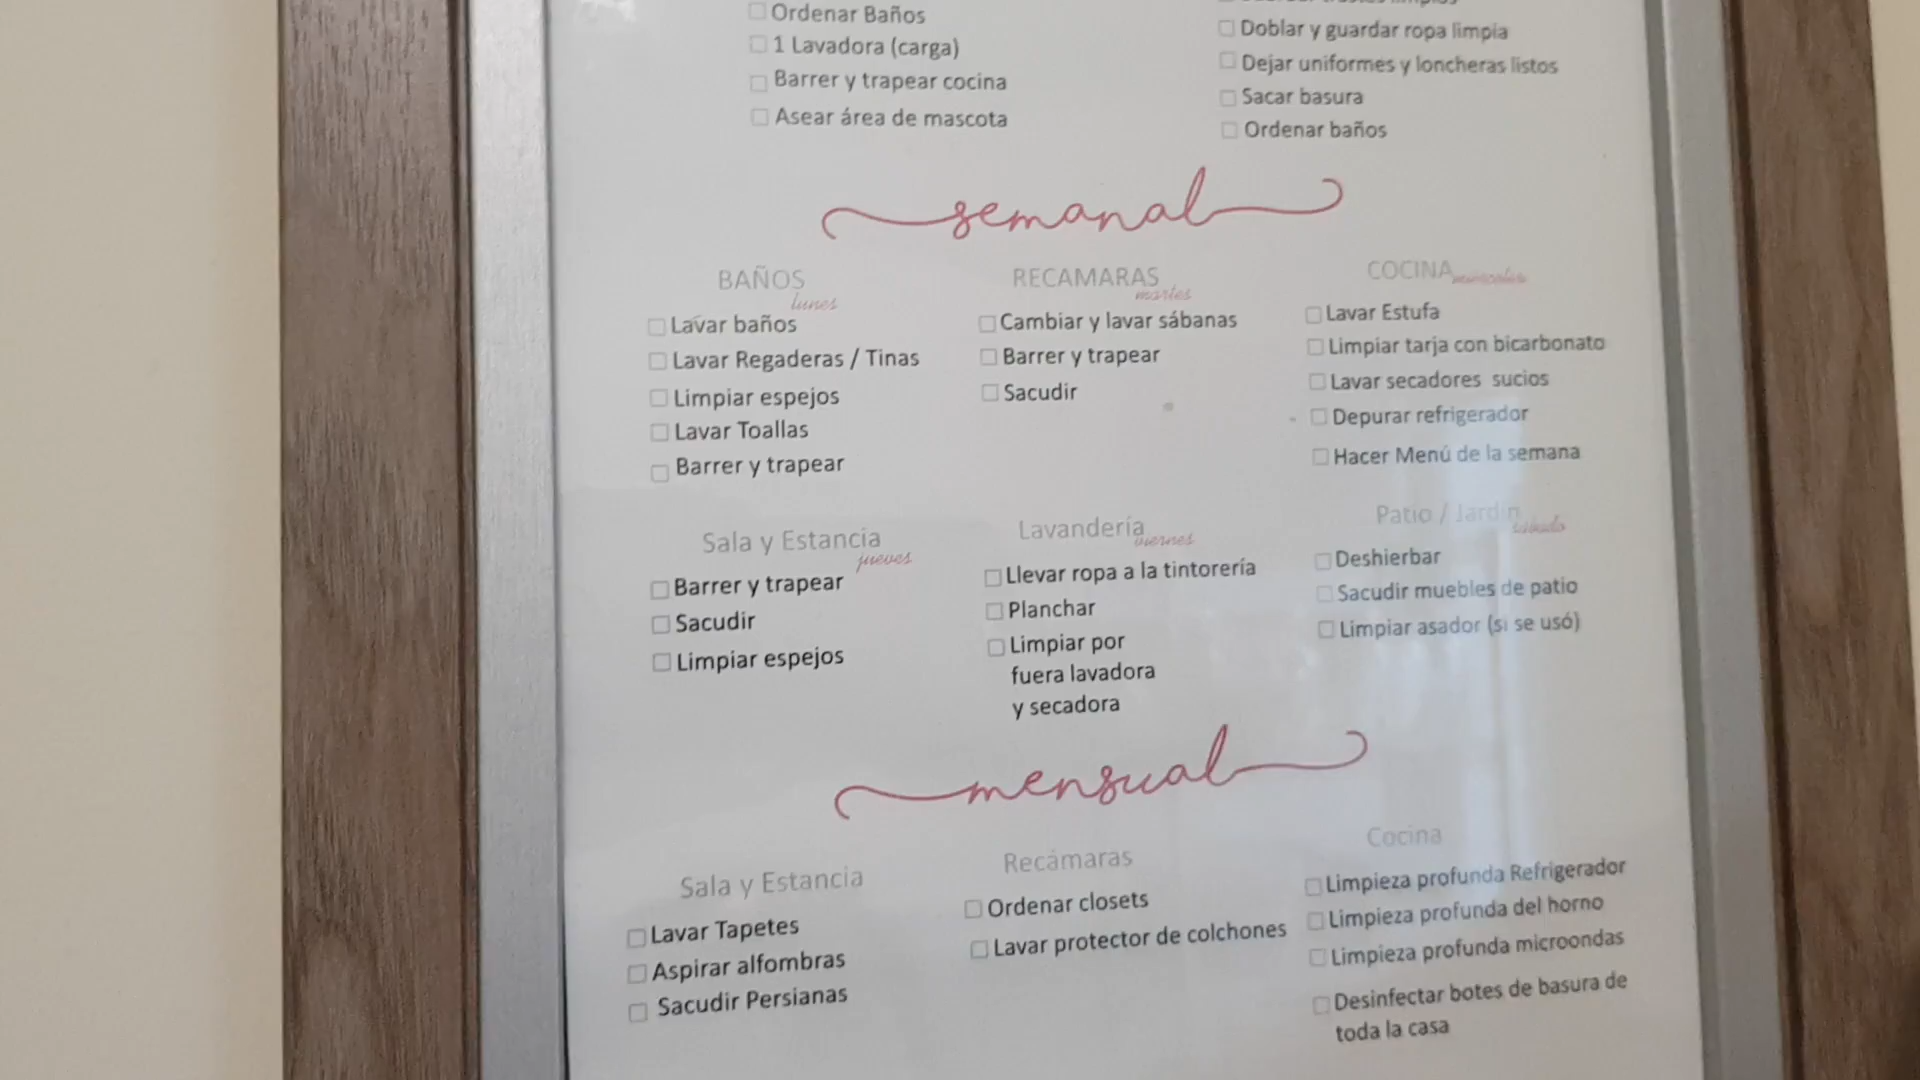 Ordenar Baños
1 Lavadora (carga)
Barrer y trapear cocina
Asear área de mascota
Doblar y guardar ropa limpia
Dejar uniformes y loncheras listos
Sacar basura
Ordenar baños
semanal
BAÑOS
lunes
Lavar baños
Lavar Regaderas / Tinas
Limpiar espejos
Lavar Toallas
Barrer y trapear
RECAMARAS
martes
Cambiar y lavar sábanas
Barrer y trapear
Sacudir
COCINA
miércoles
Lavar Estufa
Limpiar tarja con bicarbonato
Lavar secadores sucios
Depurar refrigerador
Hacer Menú de la semana
Sala y Estancia
jueves
Barrer y trapear
Sacudir
Limpiar espejos
Lavandería
viernes
Llevar ropa a la tintorería
Planchar
Limpiar por
fuera lavadora
y secadora
Patio / Jardín
sábado
Deshierbar
Sacudir muebles de patio
Limpiar asador (si se usó)
mensual
Sala y Estancia
Lavar Tapetes
Aspirar alfombras
Sacudir Persianas
Recámaras
Ordenar closets
Lavar protector de colchones
Cocina
Limpieza profunda Refrigerador
Limpieza profunda del horno
Limpieza profunda microondas
Desinfectar botes de basura de
toda la casa